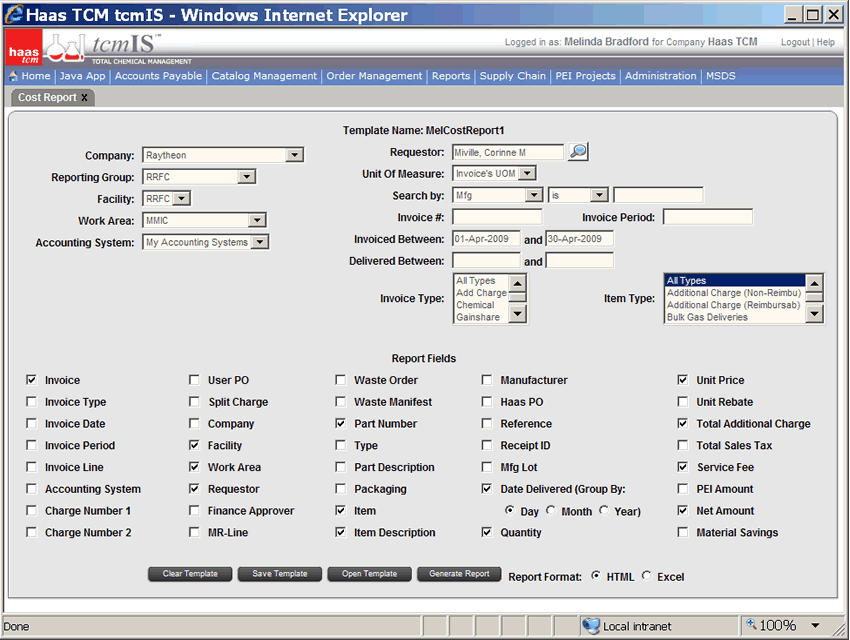 Haas TCM tcmIS - Windows Internet Explorer
haas tcm
tcmIS™
TOTAL CHEMICAL MANAGEMENT
Logged in as: Melinda Bradford for Company Haas TCM Logout | Help
Home | Java App | Accounts Payable | Catalog Management | Order Management | Reports | Supply Chain | PEI Projects | Administration | MSDS
Cost Report x
Template Name: MelCostReport1
Company: Raytheon
Reporting Group: RRFC
Facility: RRFC
Work Area: MMIC
Accounting System: My Accounting Systems
Requestor: Miville, Corinne M
Unit Of Measure: Invoice's UOM
Search by: Mfg is
Invoice #: Invoice Period:
Invoiced Between: 01-Apr-2009 and 30-Apr-2009
Delivered Between: and
Invoice Type:
All Types
Add Charge
Chemical
Gainshare
Item Type:
All Types
Additional Charge (Non-Reimbu)
Additional Charge (Reimbursab)
Bulk Gas Deliveries
Report Fields
Invoice User PO Waste Order Manufacturer Unit Price
Invoice Type Split Charge Waste Manifest Haas PO Unit Rebate
Invoice Date Company Part Number Reference Total Additional Charge
Invoice Period Facility Type Receipt ID Total Sales Tax
Invoice Line Work Area Part Description Mfg Lot Service Fee
Accounting System Requestor Packaging Date Delivered (Group By: PEI Amount
Charge Number 1 Finance Approver Item Day Month Year) Net Amount
Charge Number 2 MR-Line Item Description Quantity Material Savings
Clear Template Save Template Open Template Generate Report Report Format: HTML Excel
Done Local intranet 100%